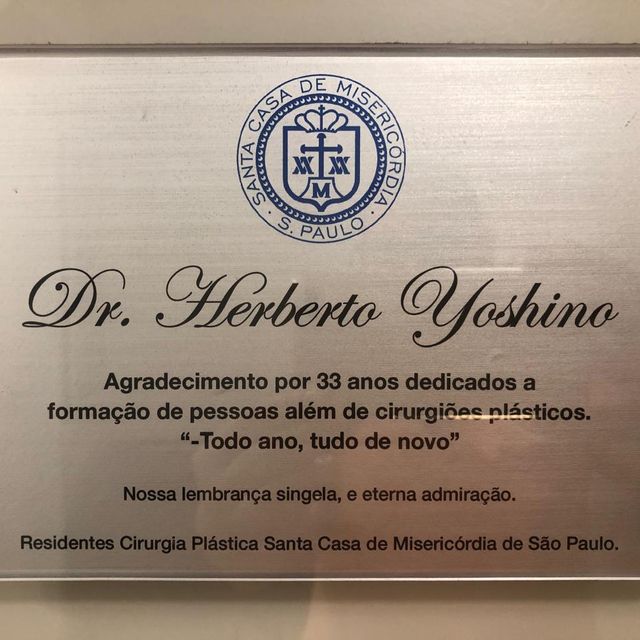 SANTA CASA DE MISERICÓRDIA
· S. PAULO ·
M
Dr. Herberto Yoshino
Agradecimento por 33 anos dedicados a
formação de pessoas além de cirurgiões plásticos.
“-Todo ano, tudo de novo”
Nossa lembrança singela, e eterna admiração.
Residentes Cirurgia Plástica Santa Casa de Misericórdia de São Paulo.